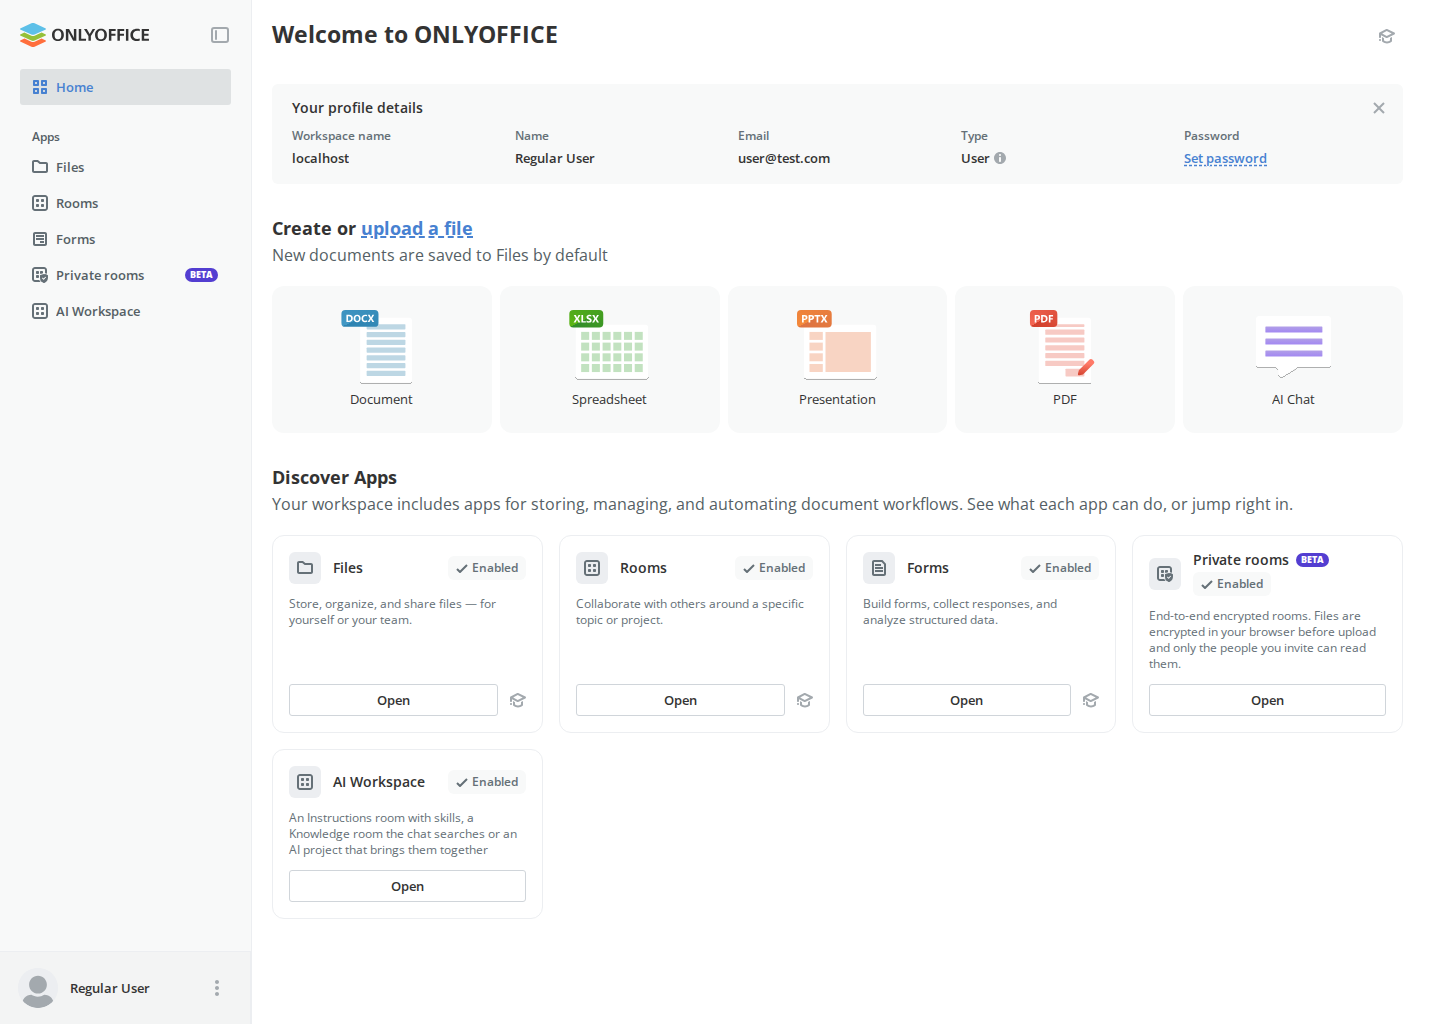 ONLYOFFICE
Home
Apps
Files
Rooms
Forms
Private rooms BETA
AI Workspace
Regular User
Welcome to ONLYOFFICE
Your profile details
Workspace name Name Email Type Password
localhost Regular User user@test.com User Set password
Create or upload a file
New documents are saved to Files by default
DOCX XLSX PPTX PDF
Document Spreadsheet Presentation PDF AI Chat
Discover Apps
Your workspace includes apps for storing, managing, and automating document workflows. See what each app can do, or jump right in.
Files Enabled
Store, organize, and share files — for
yourself or your team.
Open
Rooms Enabled
Collaborate with others around a specific
topic or project.
Open
Forms Enabled
Build forms, collect responses, and
analyze structured data.
Open
Private rooms BETA
Enabled
End-to-end encrypted rooms. Files are
encrypted in your browser before upload
and only the people you invite can read
them.
Open
AI Workspace Enabled
An Instructions room with skills, a
Knowledge room the chat searches or an
AI project that brings them together
Open